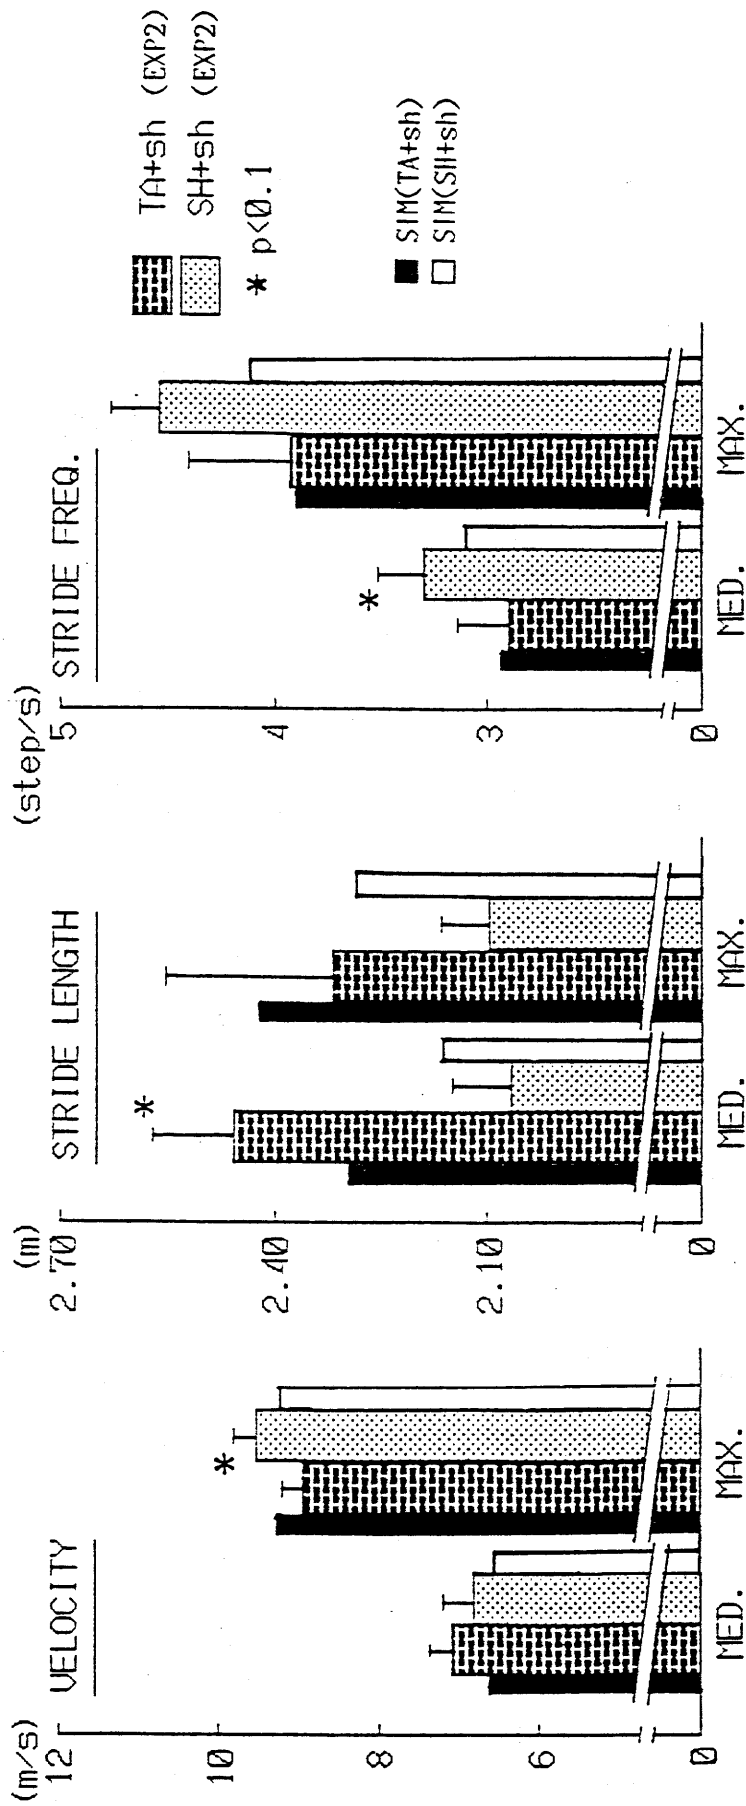 (m/s)
12
10
8
6
0
VELOCITY
*
MED.
MAX.
(m)
2.70
2.40
2.10
0
STRIDE LENGTH
*
MED.
MAX.
(step/s)
5
4
3
0
STRIDE FREQ.
*
MED.
MAX.
TA+sh (EXP2)
SH+sh (EXP2)
* p<0.1
SIM(TA+sh)
SIM(SH+sh)